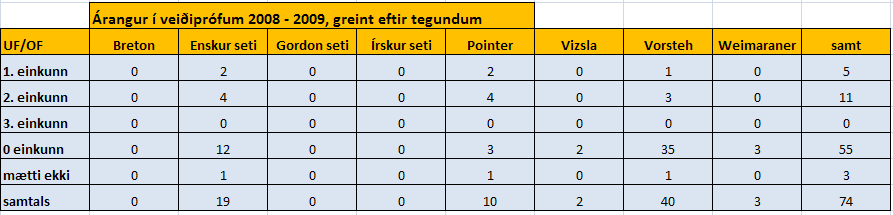 Árangur í veiðiprófum 2008 - 2009, greint eftir tegundum
UF/OF Breton Enskur seti Gordon seti Írskur seti Pointer Vizsla Vorsteh Weimaraner samt
1. einkunn 0 2 0 0 2 0 1 0 5
2. einkunn 0 4 0 0 4 0 3 0 11
3. einkunn 0 0 0 0 0 0 0 0 0
0 einkunn 0 12 0 0 3 2 35 3 55
mætti ekki 0 1 0 0 1 0 1 0 3
samtals 0 19 0 0 10 2 40 3 74